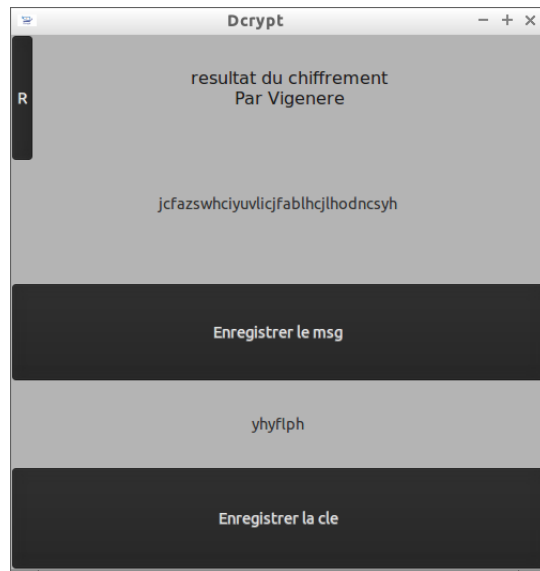 Dcrypt
resultat du chiffrement
Par Vigenere
R
jcfazswhciyuvlicjfablhcjlhodncsyh
Enregistrer le msg
yhyflph
Enregistrer la cle